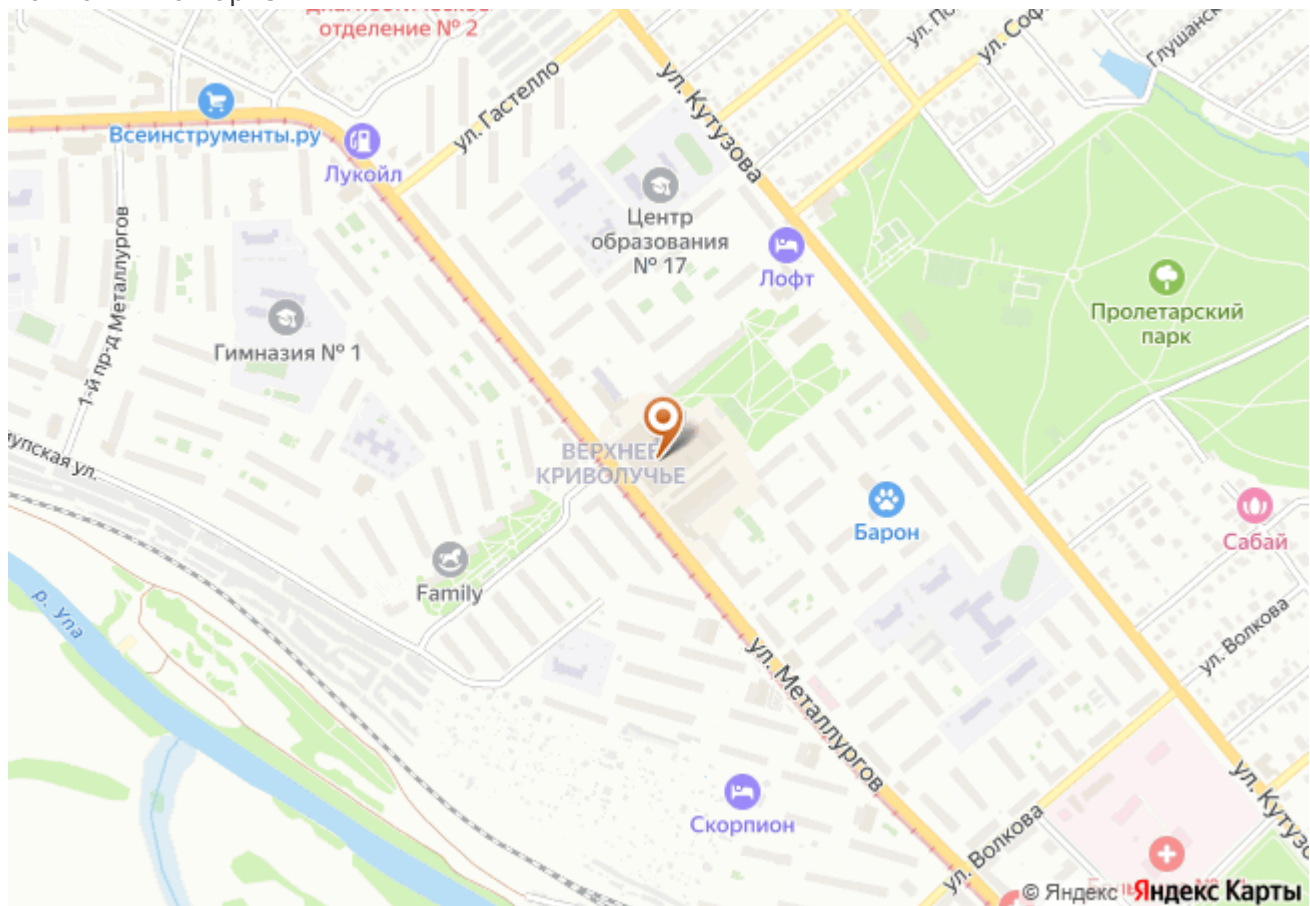 отделение № 2
ул. Гастелло
ул. Кутузова
Глушанск
Всеинструменты.ру
Лукойл
Центр
образования
№ 17
Лофт
Пролетарский
парк
1-й пр-д Металлургов
Гимназия № 1
ВЕРХНЕЕ
КРИВОЛУЧЬЕ
упская ул.
Барон
Сабай
Family
р. Упа
ул. Волкова
ул. Металлургов
Скорпион
ул. Волкова
ул. Кутузо
© Яндекс Яндекс Карты